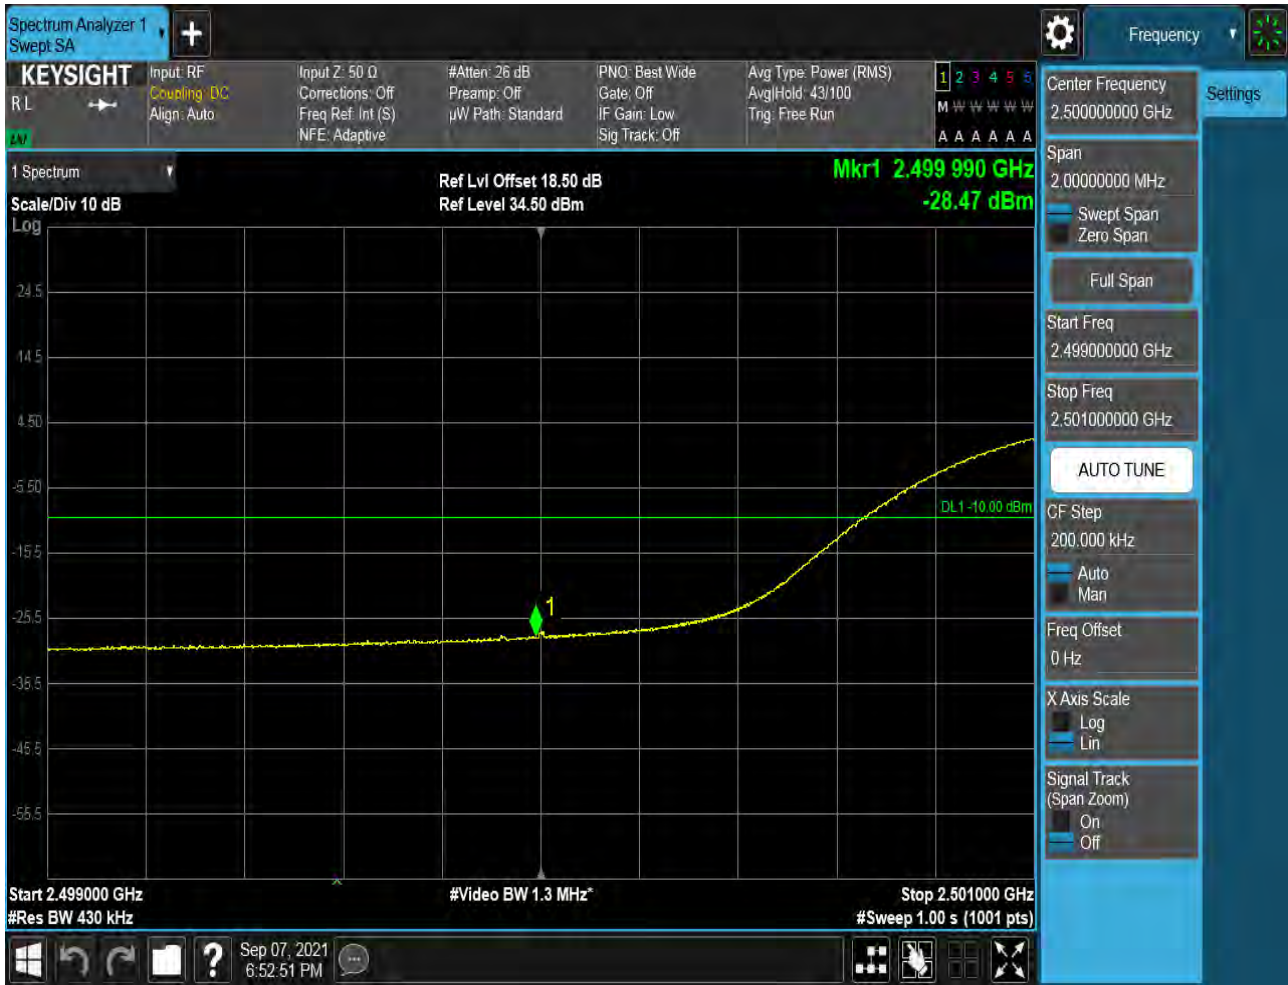 Spectrum Analyzer 1
Swept SA
Frequency
KEYSIGHT
R L
LNI
Input: RF
Coupling: DC
Align: Auto
Input Z: 50 Ω
Corrections: Off
Freq Ref: Int (S)
NFE: Adaptive
#Atten: 26 dB
Preamp: Off
µW Path: Standard
PNO: Best Wide
Gate: Off
IF Gain: Low
Sig Track: Off
Avg Type: Power (RMS)
Avg|Hold: 43/100
Trig: Free Run
1 2 3 4 5 6
M W W W W W
A A A A A A
1 Spectrum
Scale/Div 10 dB
Log
Ref Lvl Offset 18.50 dB
Ref Level 34.50 dBm
Mkr1 2.499 990 GHz
-28.47 dBm
24.5
14.5
4.50
-5.50
-15.5
-25.5
-35.5
-45.5
-55.5
DL1 -10.00 dBm
1
Start 2.499000 GHz
#Res BW 430 kHz
#Video BW 1.3 MHz*
Stop 2.501000 GHz
#Sweep 1.00 s (1001 pts)
Center Frequency
2.500000000 GHz
Settings
Span
2.00000000 MHz
Swept Span
Zero Span
Full Span
Start Freq
2.499000000 GHz
Stop Freq
2.501000000 GHz
AUTO TUNE
CF Step
200.000 kHz
Auto
Man
Freq Offset
0 Hz
X Axis Scale
Log
Lin
Signal Track
(Span Zoom)
On
Off
?
Sep 07, 2021
6:52:51 PM